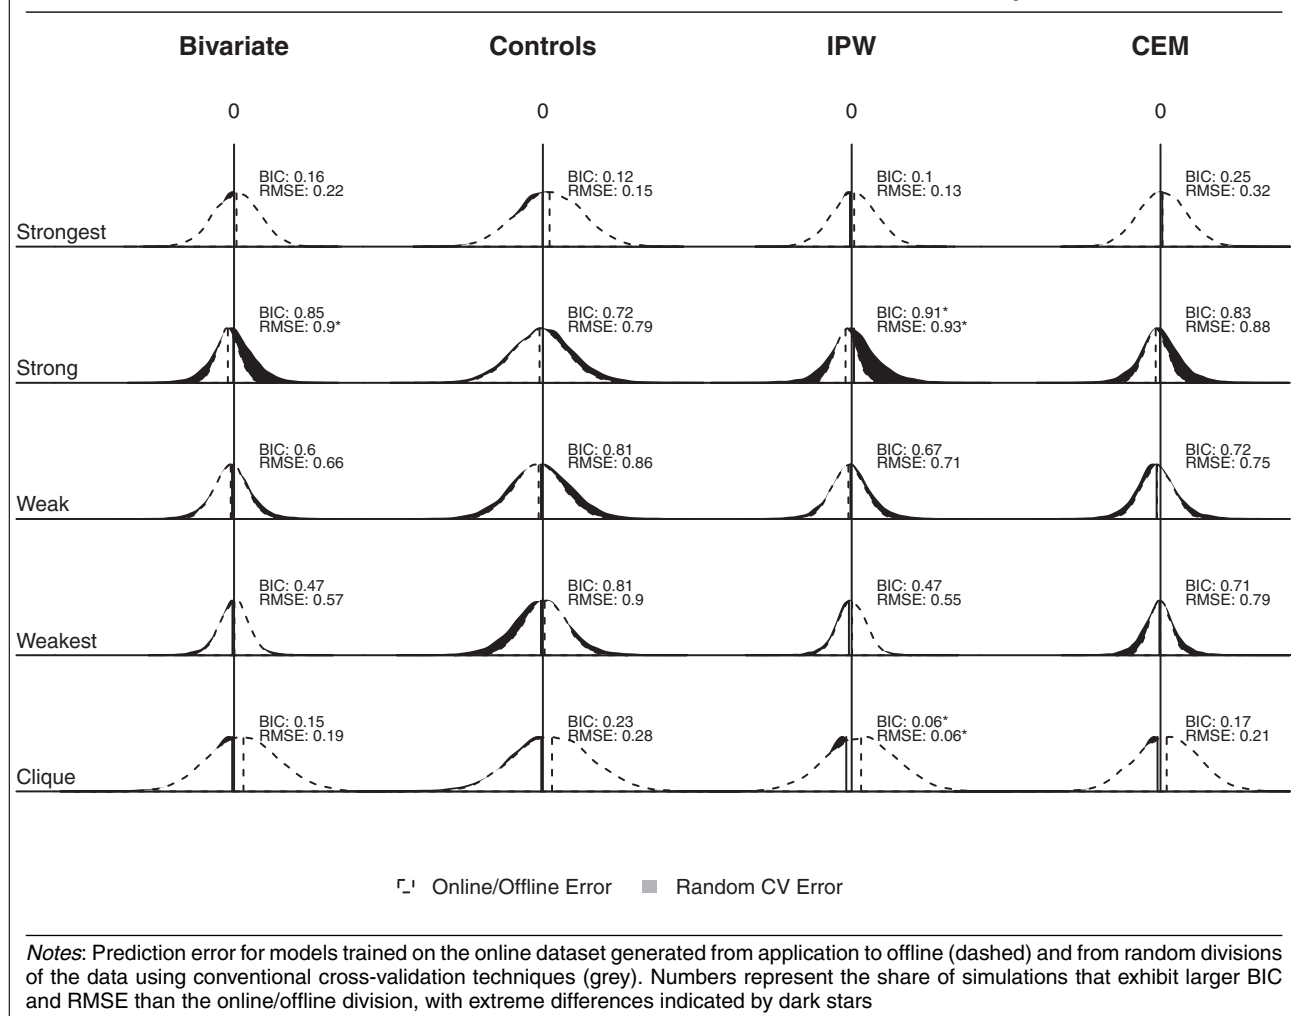 Bivariate Controls IPW CEM
0 0 0 0
BIC: 0.16 BIC: 0.12 BIC: 0.1 BIC: 0.25
RMSE: 0.22 RMSE: 0.15 RMSE: 0.13 RMSE: 0.32
Strongest
BIC: 0.85 BIC: 0.72 BIC: 0.91* BIC: 0.83
RMSE: 0.9* RMSE: 0.79 RMSE: 0.93* RMSE: 0.88
Strong
BIC: 0.6 BIC: 0.81 BIC: 0.67 BIC: 0.72
RMSE: 0.66 RMSE: 0.86 RMSE: 0.71 RMSE: 0.75
Weak
BIC: 0.47 BIC: 0.81 BIC: 0.47 BIC: 0.71
RMSE: 0.57 RMSE: 0.9 RMSE: 0.55 RMSE: 0.79
Weakest
BIC: 0.15 BIC: 0.23 BIC: 0.06* BIC: 0.17
RMSE: 0.19 RMSE: 0.28 RMSE: 0.06* RMSE: 0.21
Clique
Online/Offline Error Random CV Error
Notes: Prediction error for models trained on the online dataset generated from application to offline (dashed) and from random divisions
of the data using conventional cross-validation techniques (grey). Numbers represent the share of simulations that exhibit larger BIC
and RMSE than the online/offline division, with extreme differences indicated by dark stars